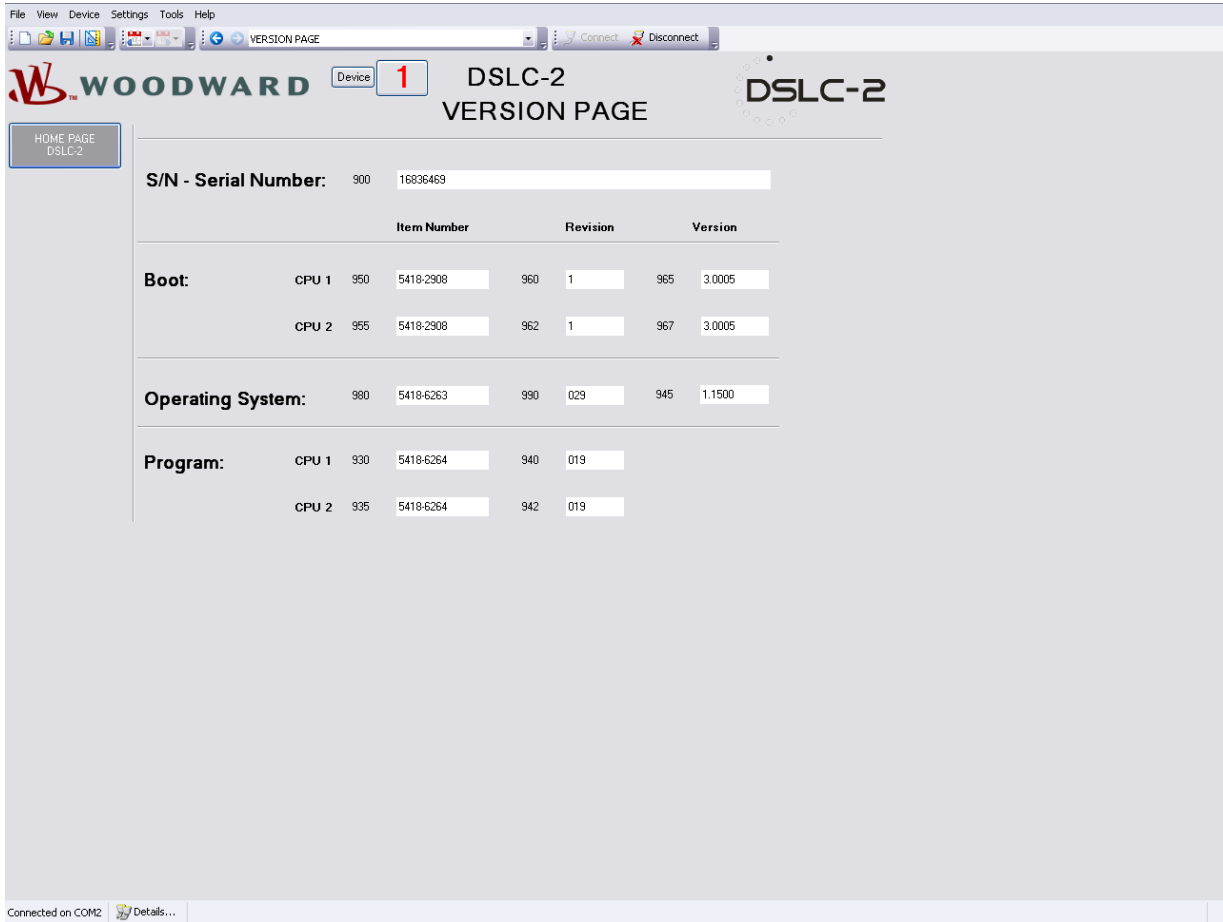 File View Device Settings Tools Help
VERSION PAGE Connect Disconnect
WOODWARD Device 1 DSLC-2 DSLC-2
VERSION PAGE
HOME PAGE
DSLC-2
S/N - Serial Number: 900 16836469
Item Number Revision Version
Boot: CPU 1 950 5418-2908 960 1 965 3.0005
CPU 2 955 5418-2908 962 1 967 3.0005
Operating System: 980 5418-6263 990 029 945 1.1500
Program: CPU 1 930 5418-6264 940 019
CPU 2 935 5418-6264 942 019
Connected on COM2 Details...